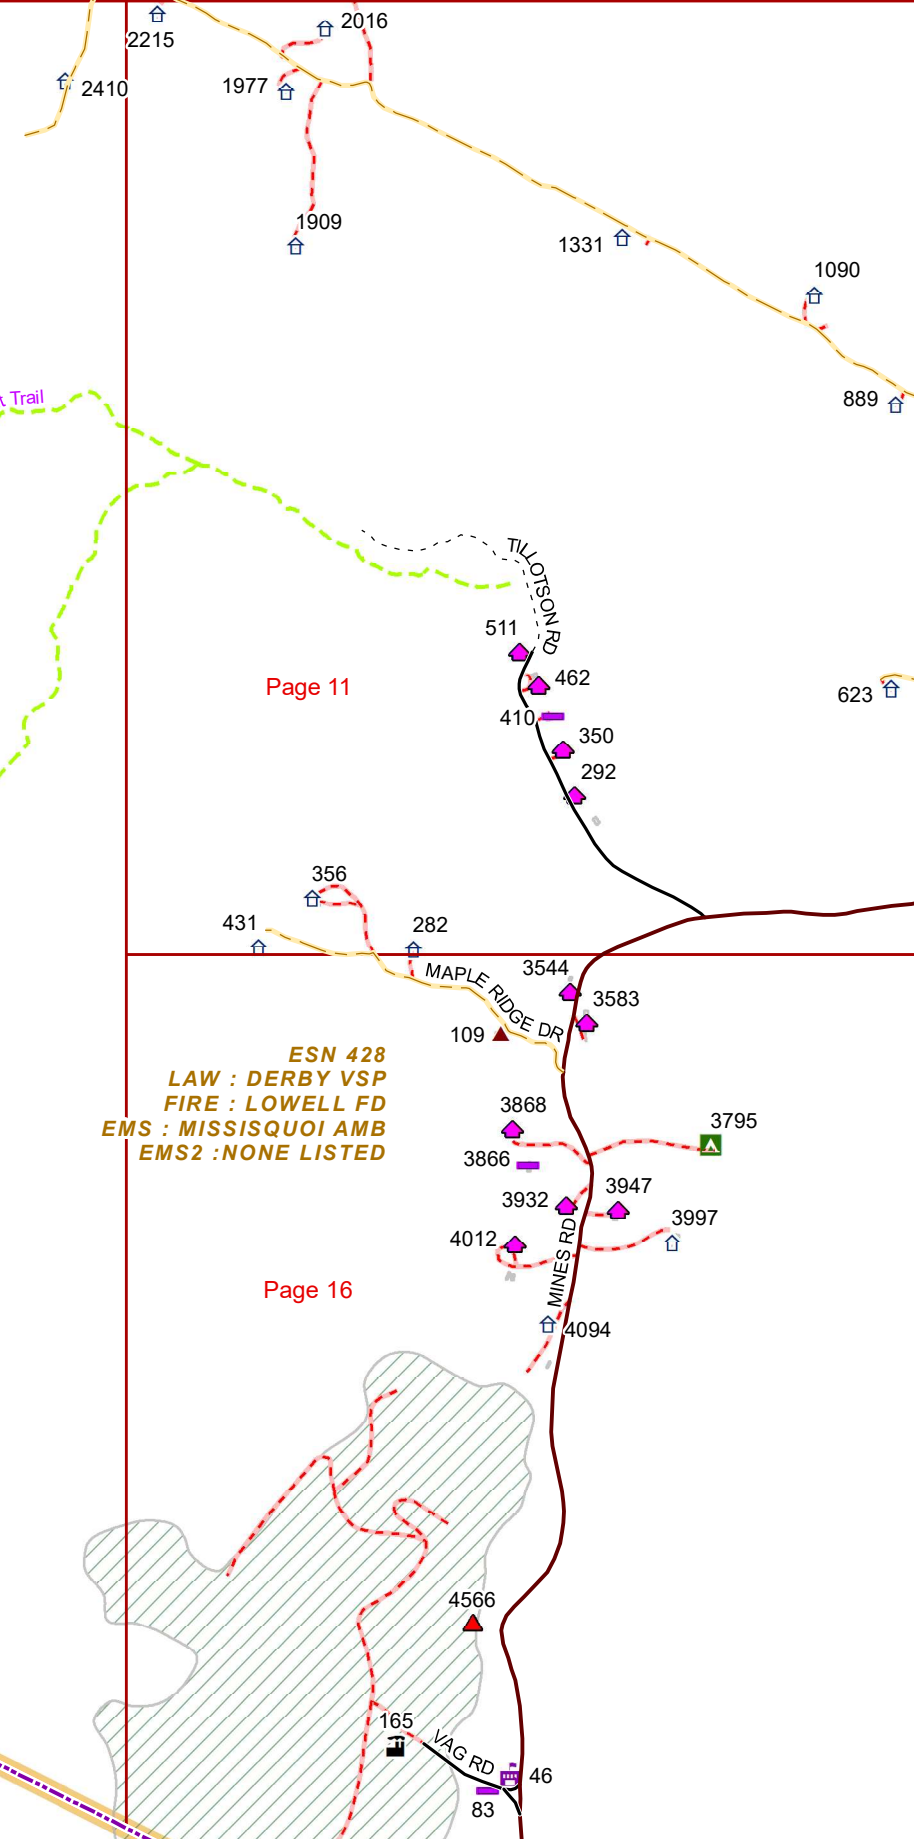 2016
2215
1977
2410
1909
1331
1090
889
t Trail
TILLOTSON RD
511
462
623
Page 11
410
350
292
356
431
282
3544
MAPLE RIDGE DR
3583
109
ESN 428
LAW : DERBY VSP
FIRE : LOWELL FD
EMS : MISSISQUOI AMB
EMS2 :NONE LISTED
3868
3795
3866
3932
3947
3997
4012
MINES RD
Page 16
4094
4566
165
VAG RD
46
83